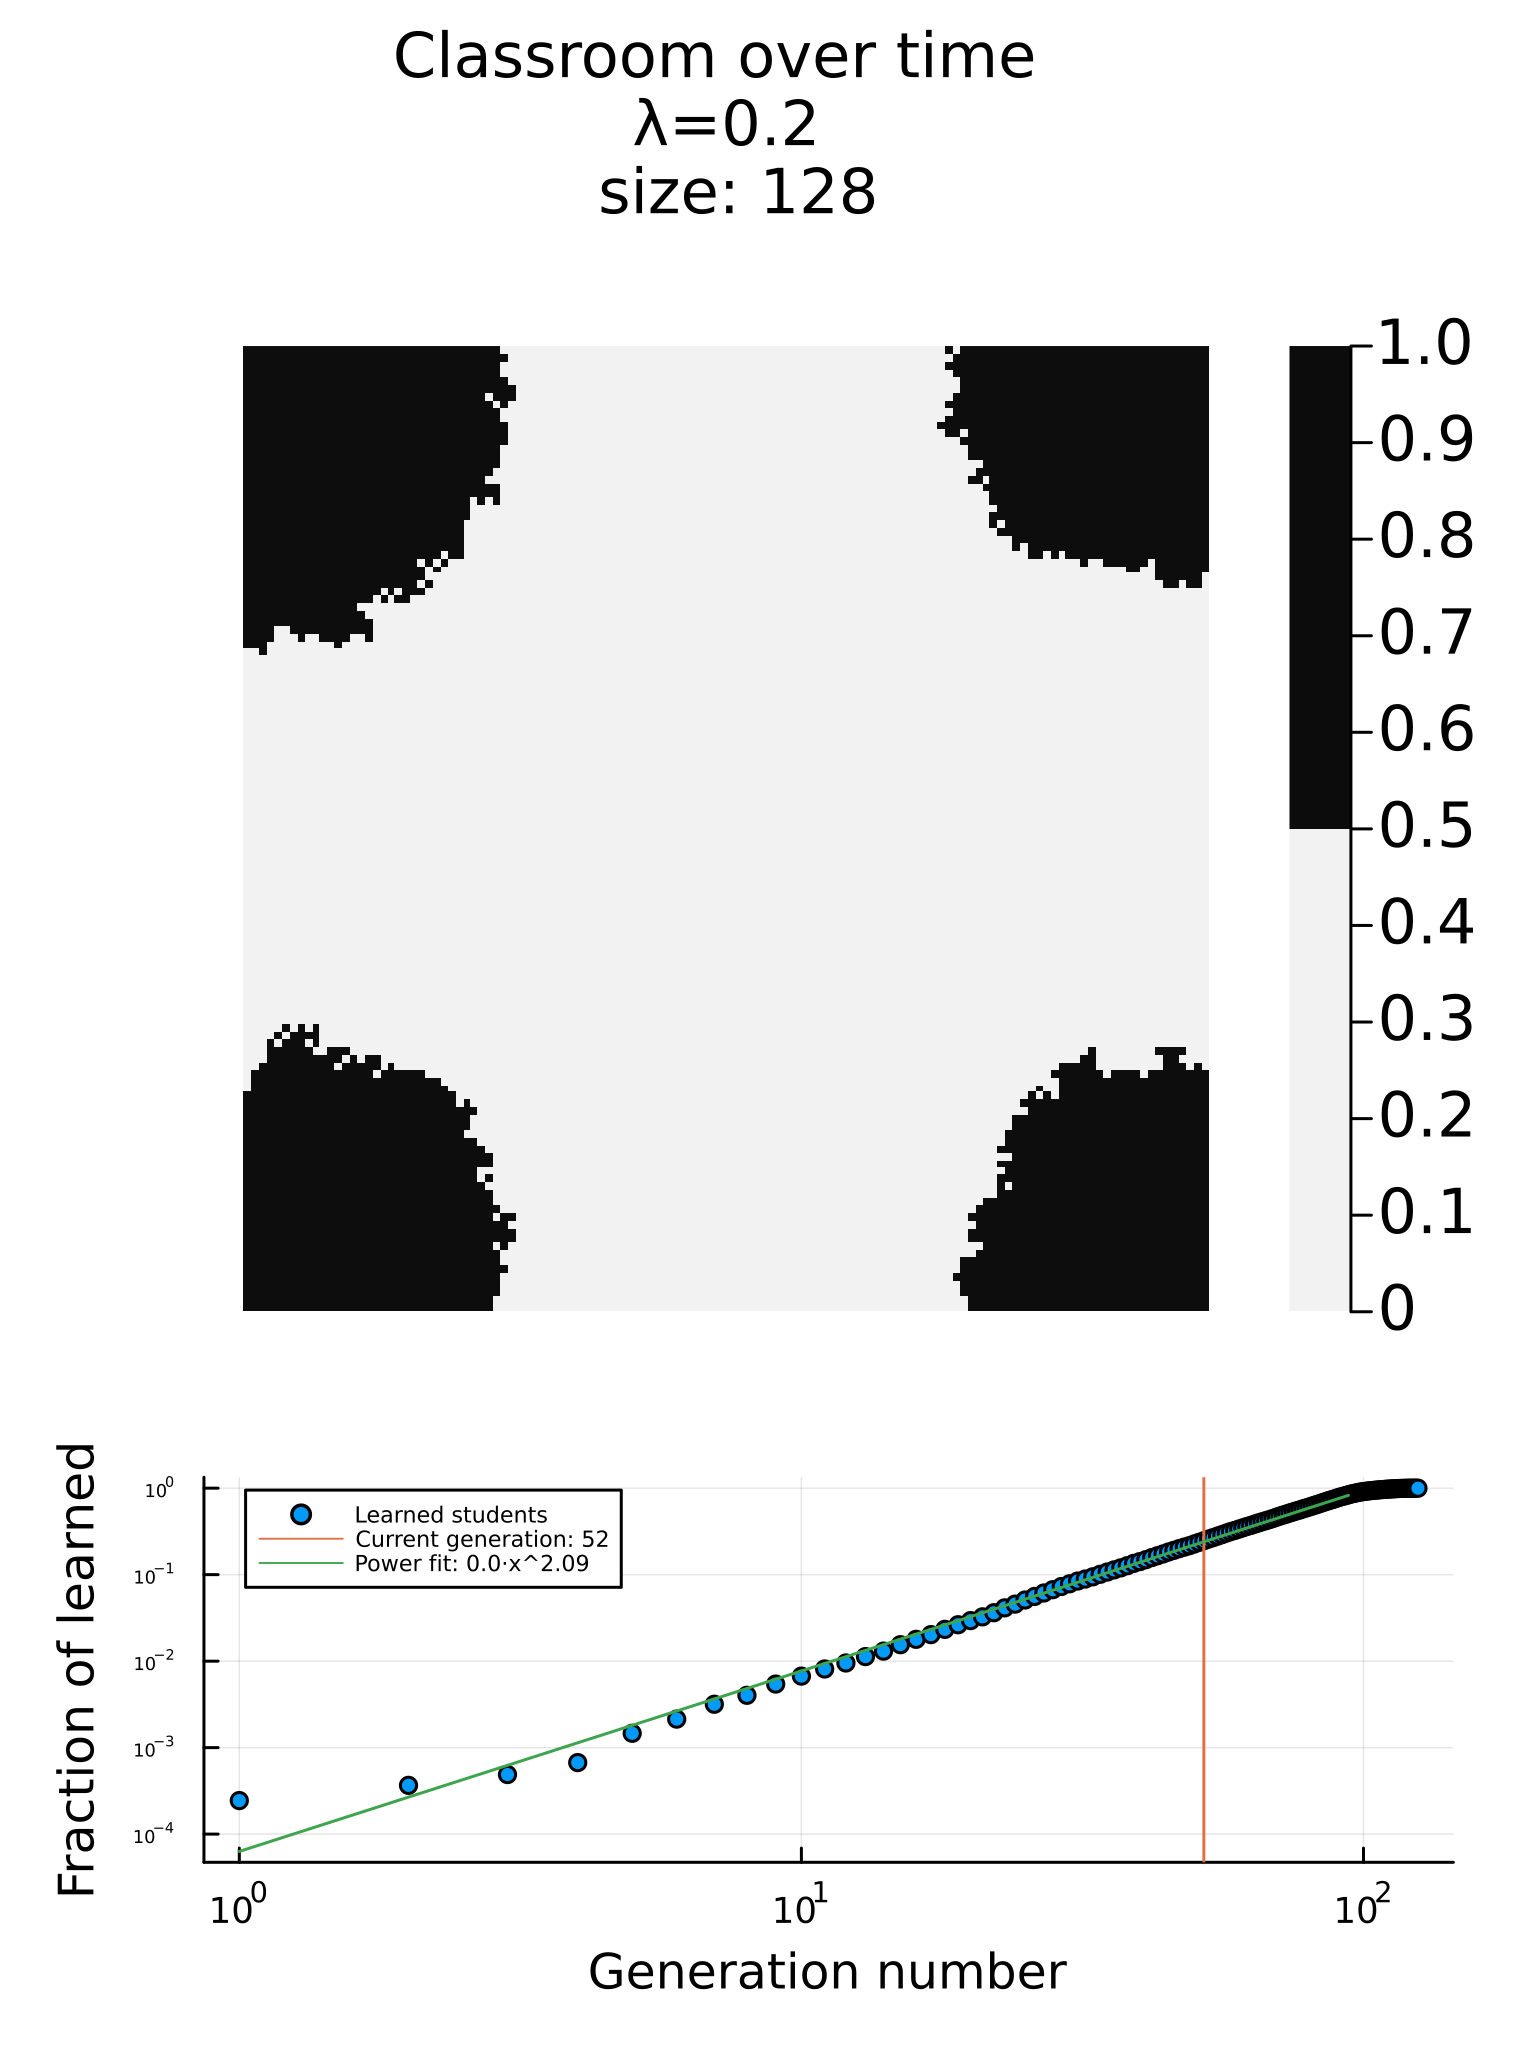 Classroom over time
λ=0.2
size: 128
1.0
0.9
0.8
0.7
0.6
0.5
0.4
0.3
0.2
0.1
0
Fraction of learned
10^0
10^-1
10^-2
10^-3
10^-4
Learned students
Current generation: 52
Power fit: 0.0·x^2.09
10^0
10^1
10^2
Generation number